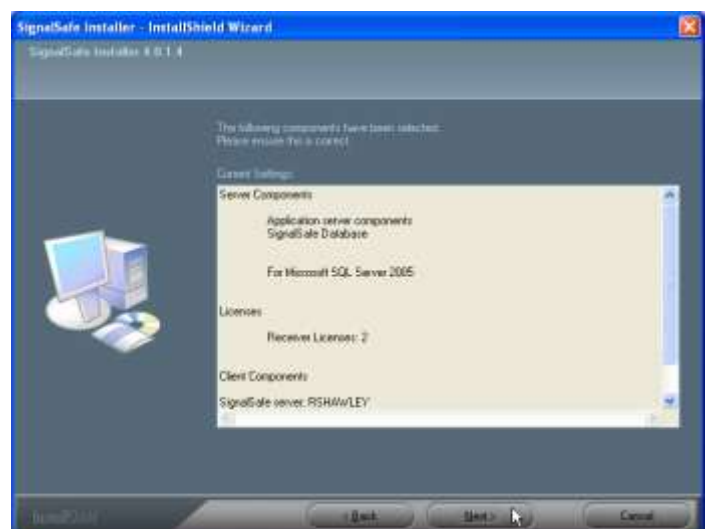 SignalSafe Installer - InstallShield Wizard
SignalSafe Installer 4.0.1.4
The following components have been selected.
Please ensure this is correct
Current Settings:
Server Components
Application server components
SignalSafe Database
For Microsoft SQL Server 2005
Licenses
Receiver Licenses: 2
Client Components
SignalSafe server: RSHAWLEY
InstallShield
< Back
Next >
Cancel